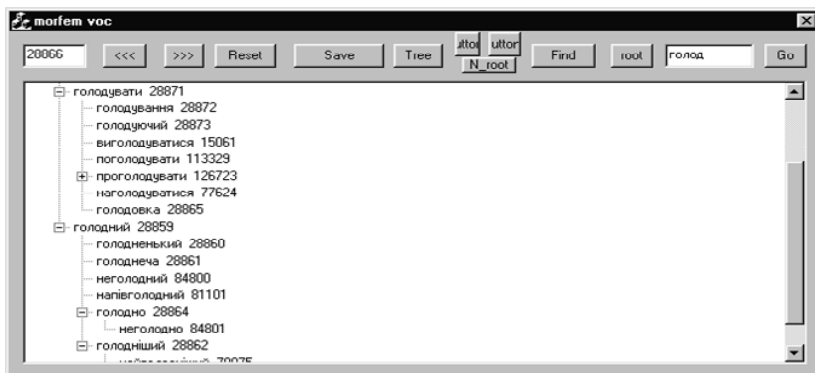 morfem voc
28866 <<< >>> Reset Save Tree uttor uttor N_root Find root голод Go
голодувати 28871
голодування 28872
голодуючий 28873
виголодуватися 15061
поголодувати 113329
проголодувати 126723
наголодуватися 77624
голодовка 28865
голодний 28859
голодненький 28860
голоднеча 28861
неголодний 84800
напівголодний 81101
голодно 28864
неголодно 84801
голодніший 28862